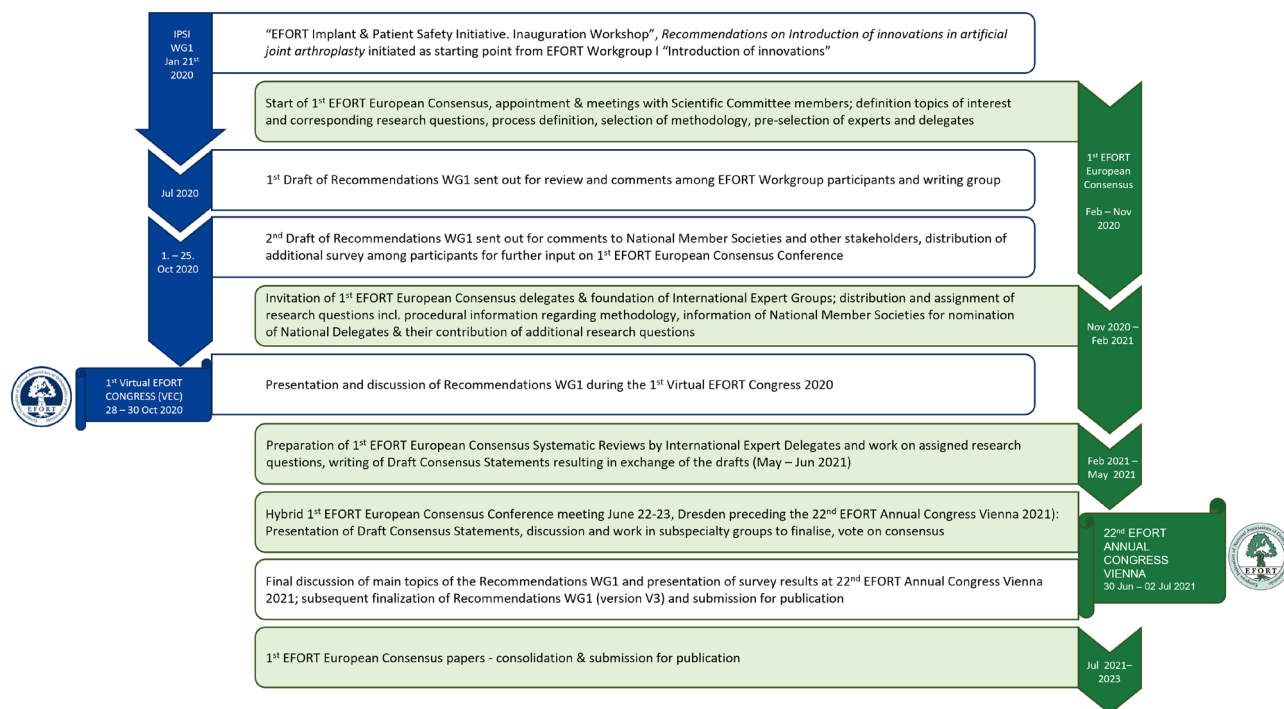 IPSI
WG1
Jan 21st
2020
“EFORT Implant & Patient Safety Initiative. Inauguration Workshop”, Recommendations on Introduction of innovations in artificial
joint arthroplasty initiated as starting point from EFORT Workgroup I “Introduction of innovations”
Start of 1st EFORT European Consensus, appointment & meetings with Scientific Committee members; definition topics of interest
and corresponding research questions, process definition, selection of methodology, pre-selection of experts and delegates
1st EFORT
European
Consensus
Feb – Nov
2020
Jul 2020
1st Draft of Recommendations WG1 sent out for review and comments among EFORT Workgroup participants and writing group
1. – 25.
Oct 2020
2nd Draft of Recommendations WG1 sent out for comments to National Member Societies and other stakeholders, distribution of
additional survey among participants for further input on 1st EFORT European Consensus Conference
Invitation of 1st EFORT European Consensus delegates & foundation of International Expert Groups; distribution and assignment of
research questions incl. procedural information regarding methodology, information of National Member Societies for nomination
of National Delegates & their contribution of additional research questions
Nov 2020 –
Feb 2021
EFORT
1st Virtual EFORT
CONGRESS (VEC)
28 – 30 Oct 2020
Presentation and discussion of Recommendations WG1 during the 1st Virtual EFORT Congress 2020
Preparation of 1st EFORT European Consensus Systematic Reviews by International Expert Delegates and work on assigned research
questions, writing of Draft Consensus Statements resulting in exchange of the drafts (May – Jun 2021)
Feb 2021 –
May 2021
Hybrid 1st EFORT European Consensus Conference meeting June 22-23, Dresden preceding the 22nd EFORT Annual Congress Vienna 2021):
Presentation of Draft Consensus Statements, discussion and work in subspecialty groups to finalise, vote on consensus
22nd EFORT
ANNUAL
CONGRESS
VIENNA
30 Jun – 02 Jul 2021
EFORT
Final discussion of main topics of the Recommendations WG1 and presentation of survey results at 22nd EFORT Annual Congress Vienna
2021; subsequent finalization of Recommendations WG1 (version V3) and submission for publication
1st EFORT European Consensus papers - consolidation & submission for publication
Jul 2021–
2023